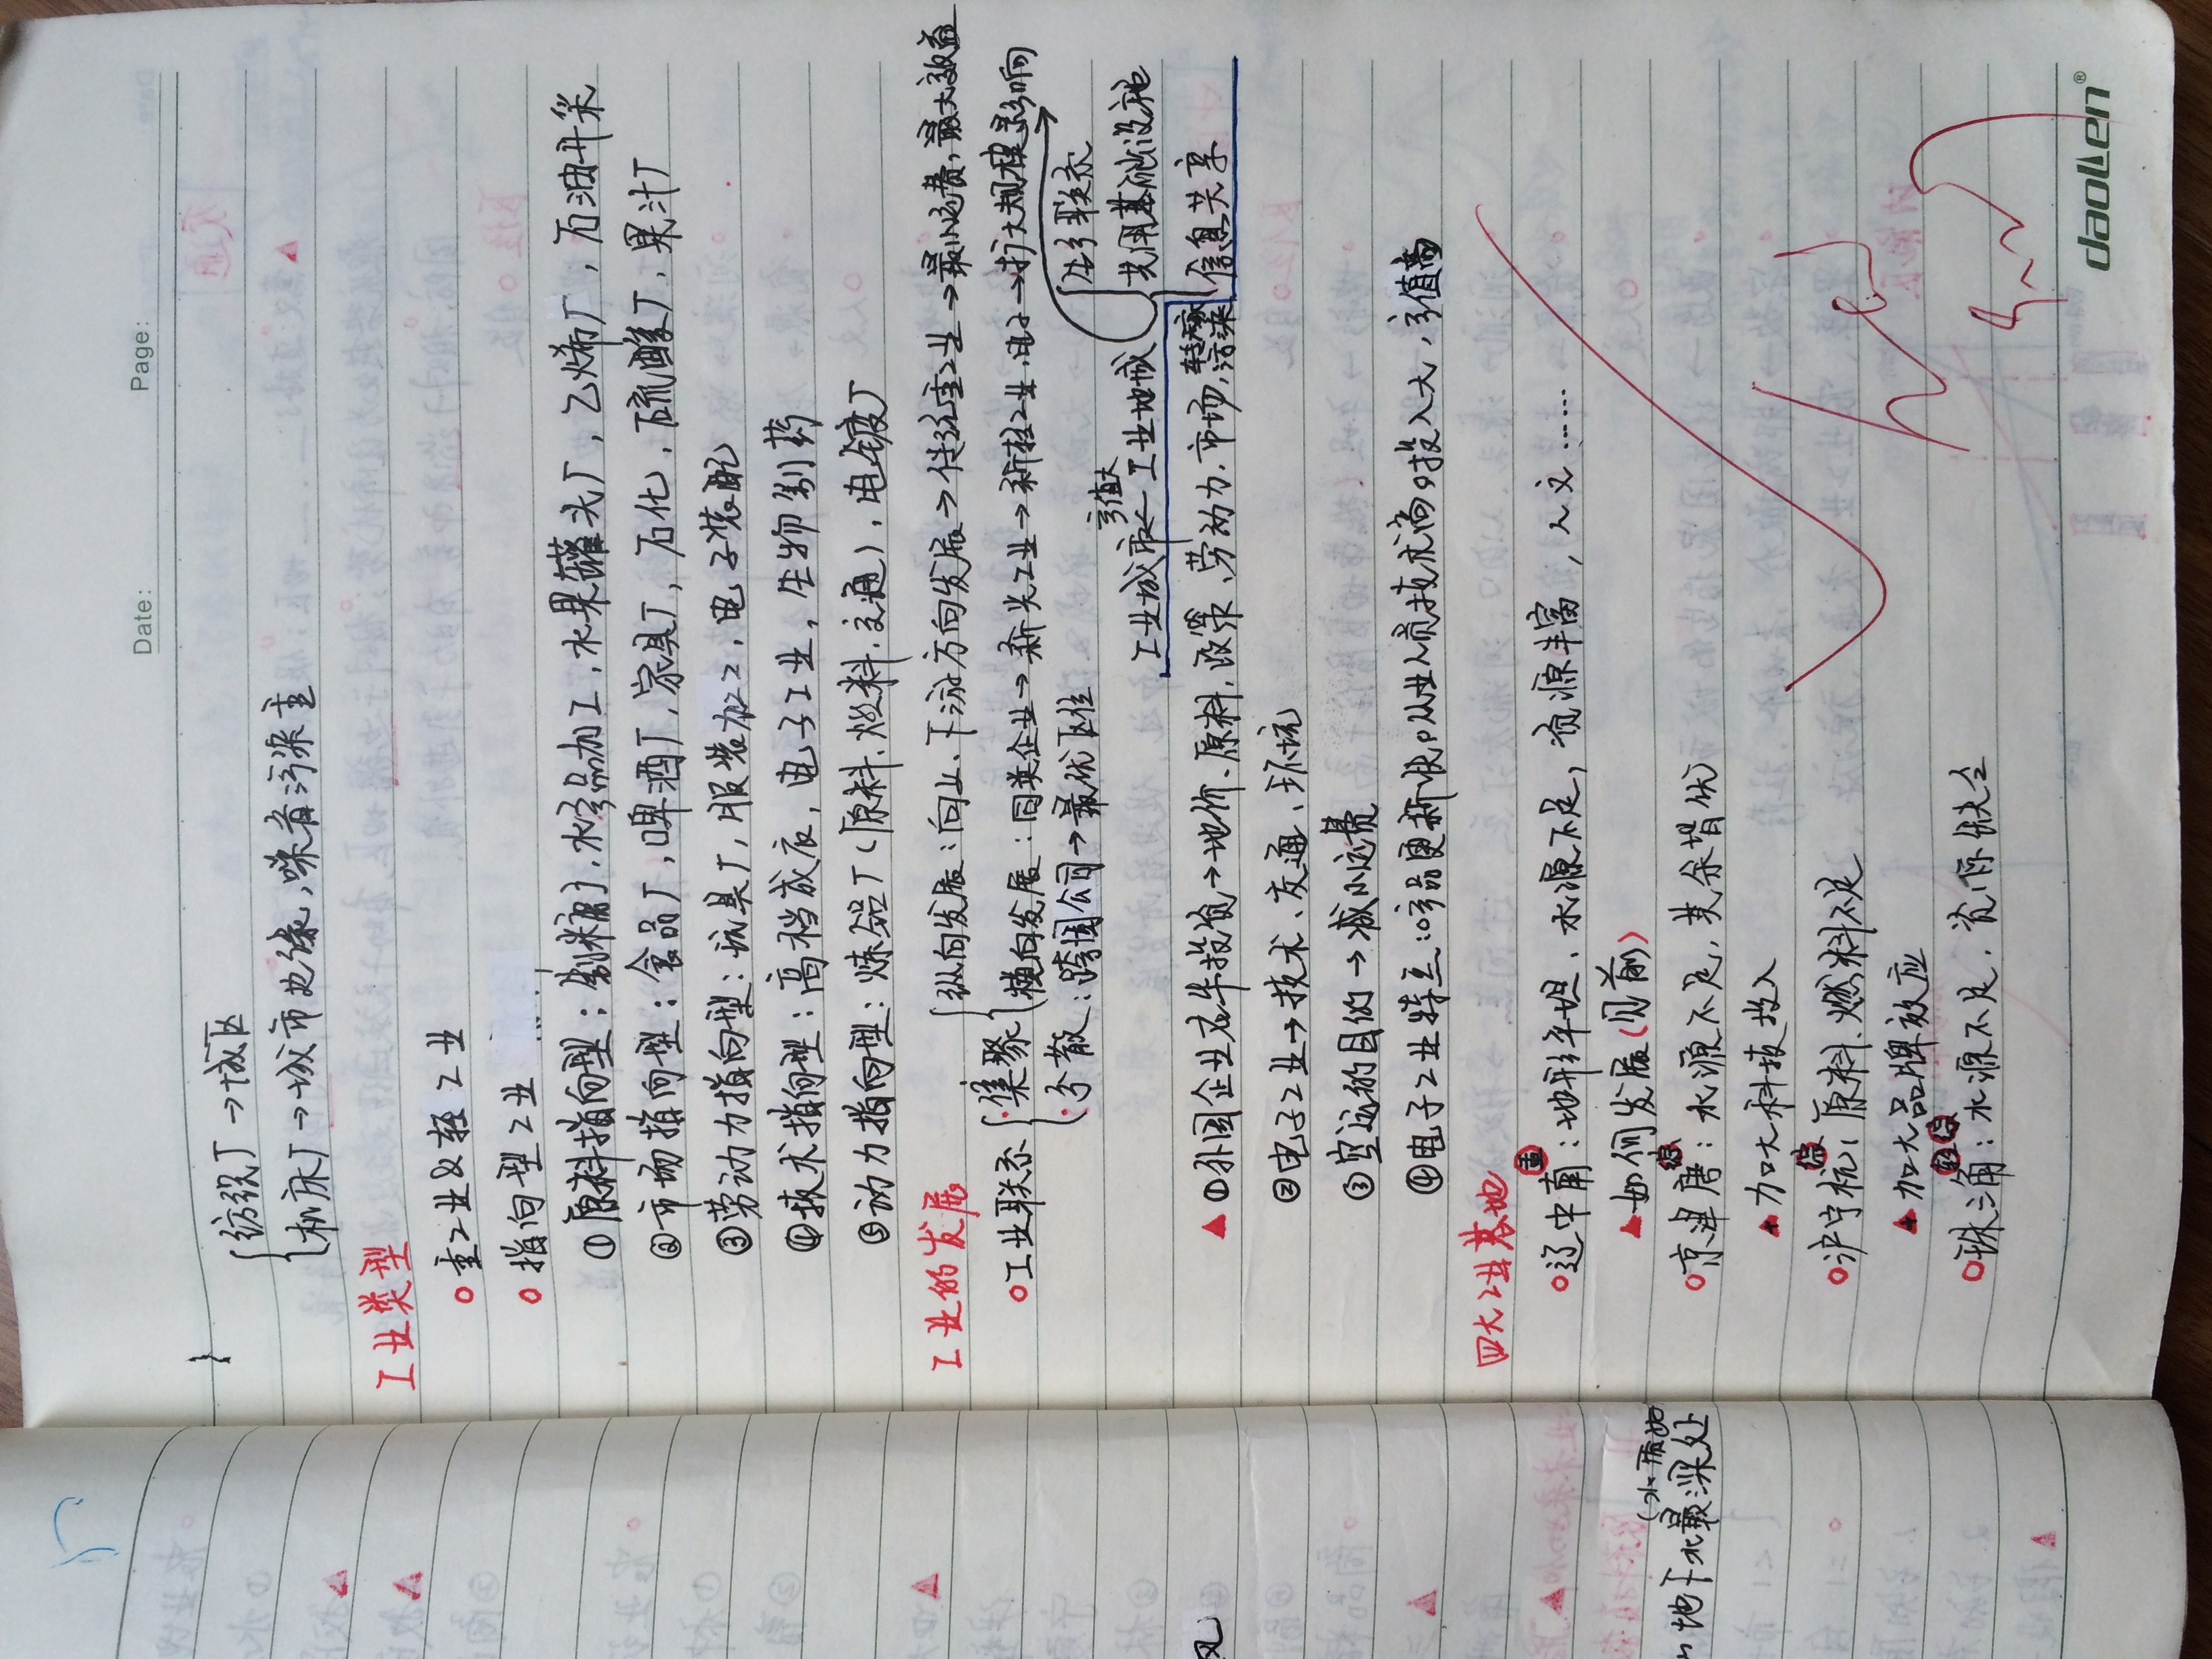 Date: Page:
纺织厂→城区
机床厂→城市边缘,噪音污染重
工业类型
重工业&轻工业
指向型工业
①原料指向型:制糖厂,水产品加工,水果罐头厂,乙烯厂,石油开采
②市场指向型:食品厂,啤酒厂,家具厂,石化,硫酸厂,果汁厂
③劳动力指向型:玩具厂,服装加工,电子装配
④技术指向型:高档成衣,电子工业,生物制药
⑤动力指向型:炼铝厂(原料、燃料、交通),电镀厂
工业的发展
纵向发展:向上、下游方向发展→传统重工业→最小运费,最大效益
工业联系 集聚
横向发展:同类企业→新兴工业→新技工业,电子→扩大规模影响
分散:跨国公司→最优区位
生产联系
产值大
工业城市←工业地域 共用基础设施
▲①外国企业在华投资→地价、原料,政策、劳动力,市场,转嫁污染 信息共享
②电子工业→技术、交通、环境
③空运的目的→减小运费
④电子工业特点:产品更新快 从业人员技术高 投入大,产值高
四大工业基地
重
辽中南:地形平坦、水源不足,资源丰富,人文……
▲如何发展(见前)
综
京津唐:水源不足,其余皆优
▲加大科技投入
综
沪宁杭:原料、燃料不足
▲加大品牌效应
轻 综
珠三角:水源不足,资源缺乏
风
(水质
地下水最深处
daolen®